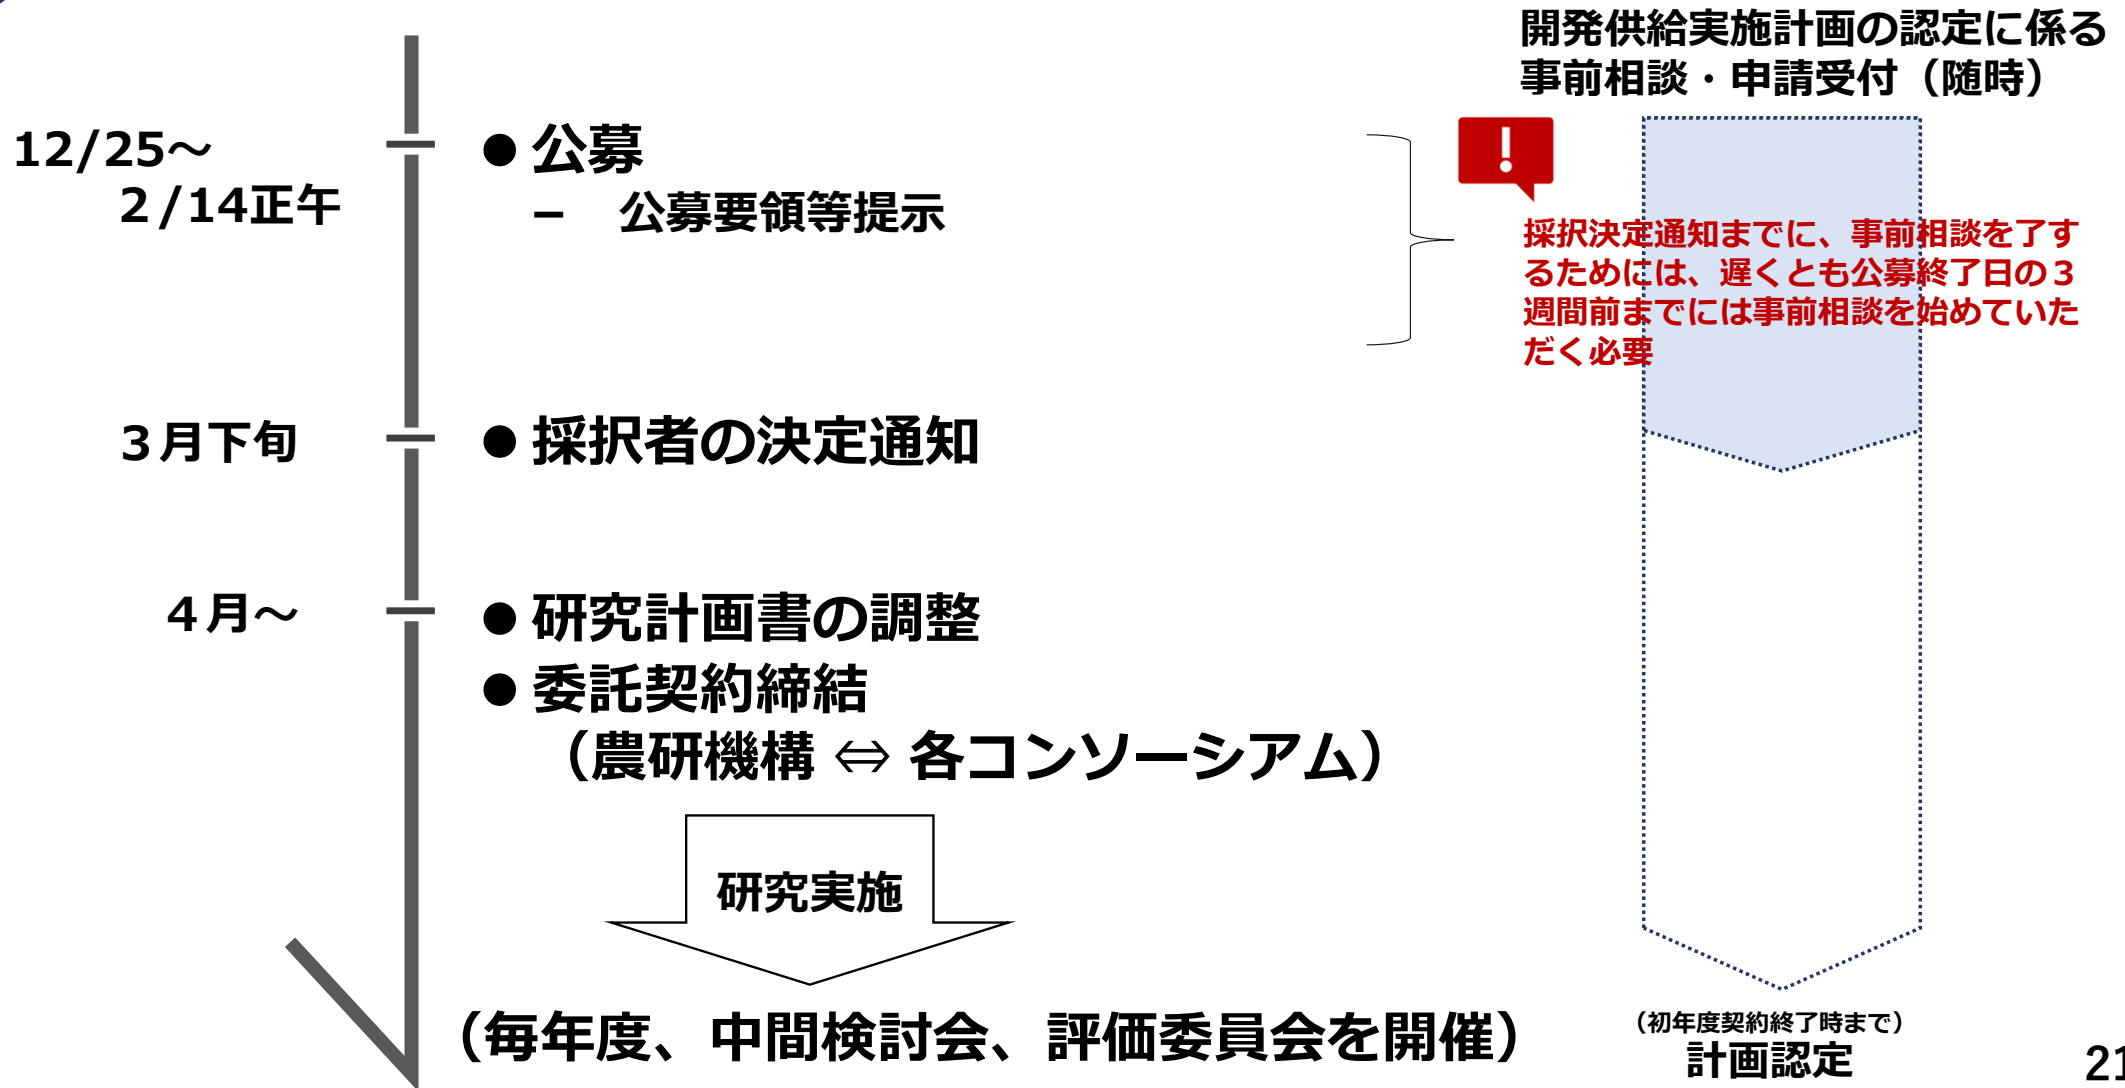 開発供給実施計画の認定に係る
事前相談・申請受付（随時）
12/25～
２/14正午
● 公募
－　公募要領等提示
!
採択決定通知までに、事前相談を了す
るためには、遅くとも公募終了日の３
週間前までには事前相談を始めていた
だく必要
３月下旬
● 採択者の決定通知
４月～
● 研究計画書の調整
● 委託契約締結
（農研機構 ⇔ 各コンソーシアム）
研究実施
（毎年度、中間検討会、評価委員会を開催）
（初年度契約終了時まで）
計画認定
21